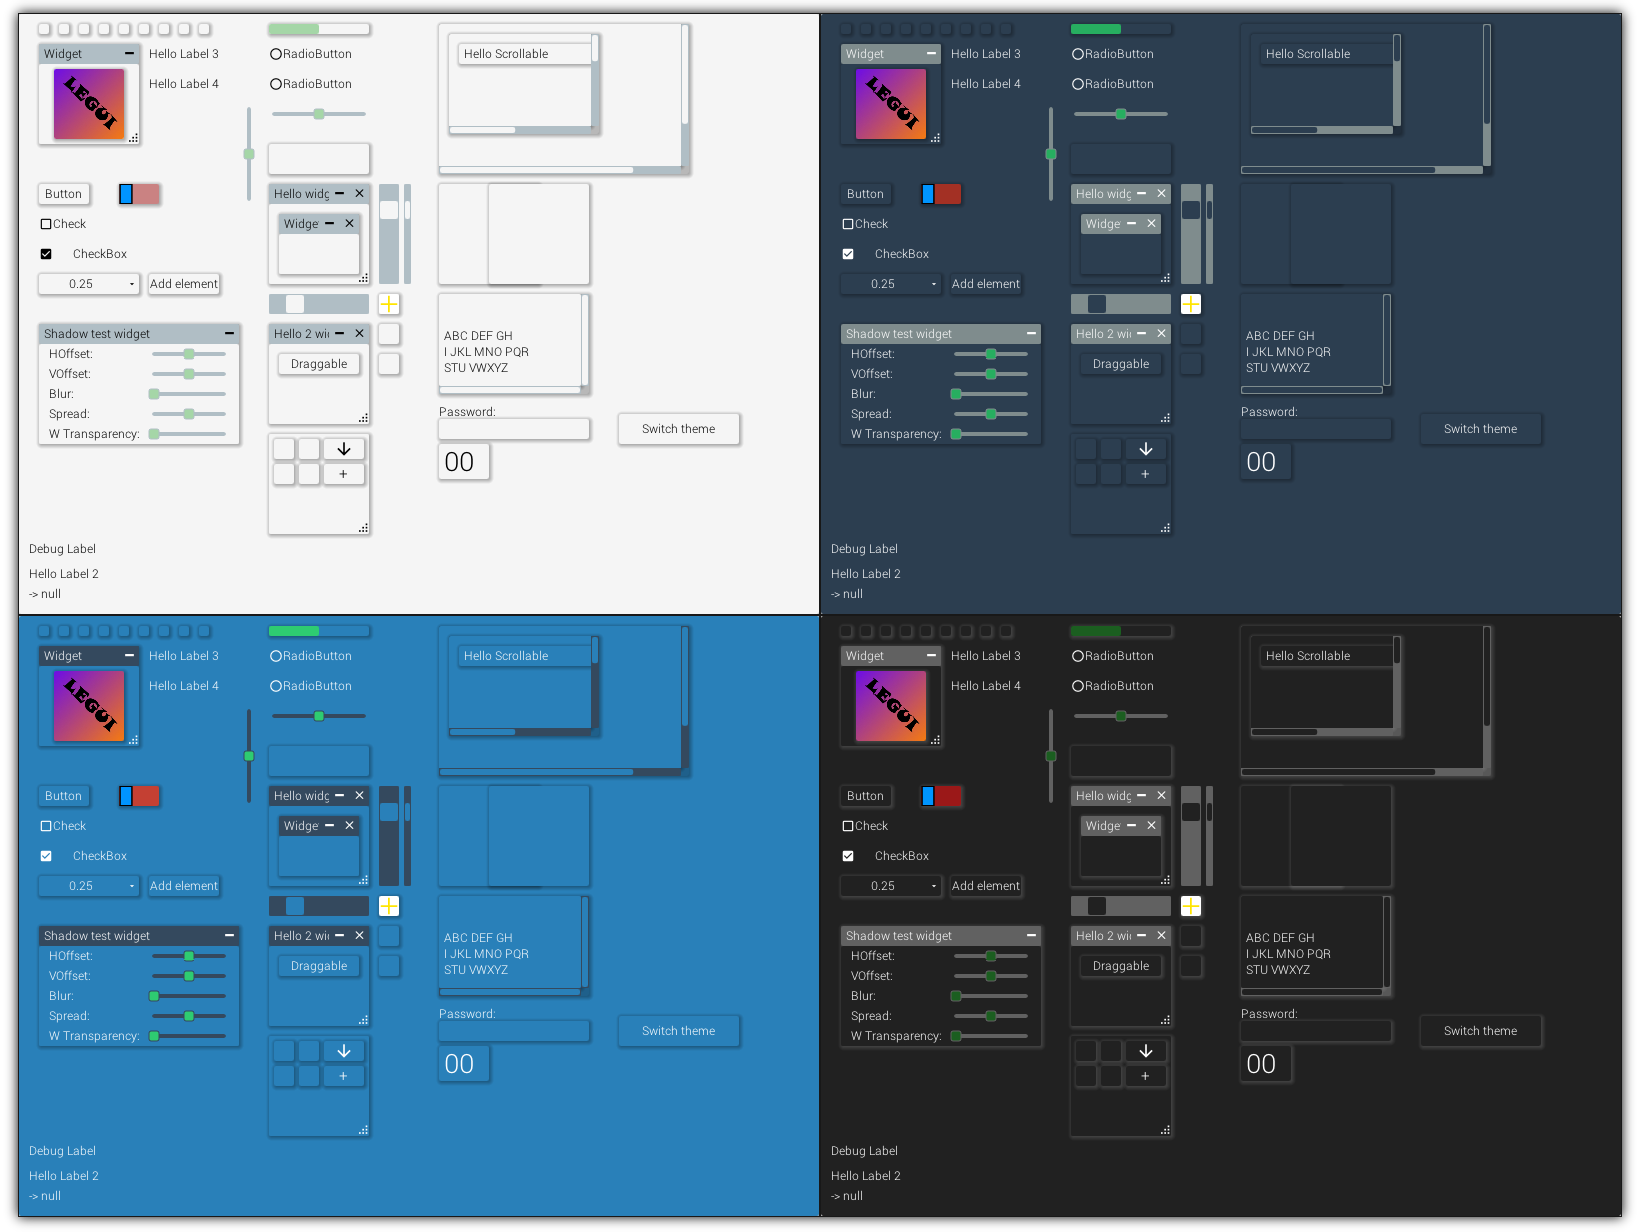 Widget
LEGUI
Hello Label 3
Hello Label 4
RadioButton
RadioButton
Hello Scrollable
Button
Check
CheckBox
0.25
Add element
Hello widg
Widge
Shadow test widget
HOffset:
VOffset:
Blur:
Spread:
W Transparency:
Hello 2 wi
Draggable
+
ABC DEF GH
I JKL MNO PQR
STU VWXYZ
Password:
00
Switch theme
Debug Label
Hello Label 2
-> null
Widget
LEGUI
Hello Label 3
Hello Label 4
RadioButton
RadioButton
Hello Scrollable
Button
Check
CheckBox
0.25
Add element
Hello widg
Widge
Shadow test widget
HOffset:
VOffset:
Blur:
Spread:
W Transparency:
Hello 2 wi
Draggable
+
ABC DEF GH
I JKL MNO PQR
STU VWXYZ
Password:
00
Switch theme
Debug Label
Hello Label 2
-> null
Widget
LEGUI
Hello Label 3
Hello Label 4
RadioButton
RadioButton
Hello Scrollable
Button
Check
CheckBox
0.25
Add element
Hello widg
Widge
Shadow test widget
HOffset:
VOffset:
Blur:
Spread:
W Transparency:
Hello 2 wi
Draggable
+
ABC DEF GH
I JKL MNO PQR
STU VWXYZ
Password:
00
Switch theme
Debug Label
Hello Label 2
-> null
Widget
LEGUI
Hello Label 3
Hello Label 4
RadioButton
RadioButton
Hello Scrollable
Button
Check
CheckBox
0.25
Add element
Hello widg
Widge
Shadow test widget
HOffset:
VOffset:
Blur:
Spread:
W Transparency:
Hello 2 wi
Draggable
+
ABC DEF GH
I JKL MNO PQR
STU VWXYZ
Password:
00
Switch theme
Debug Label
Hello Label 2
-> null